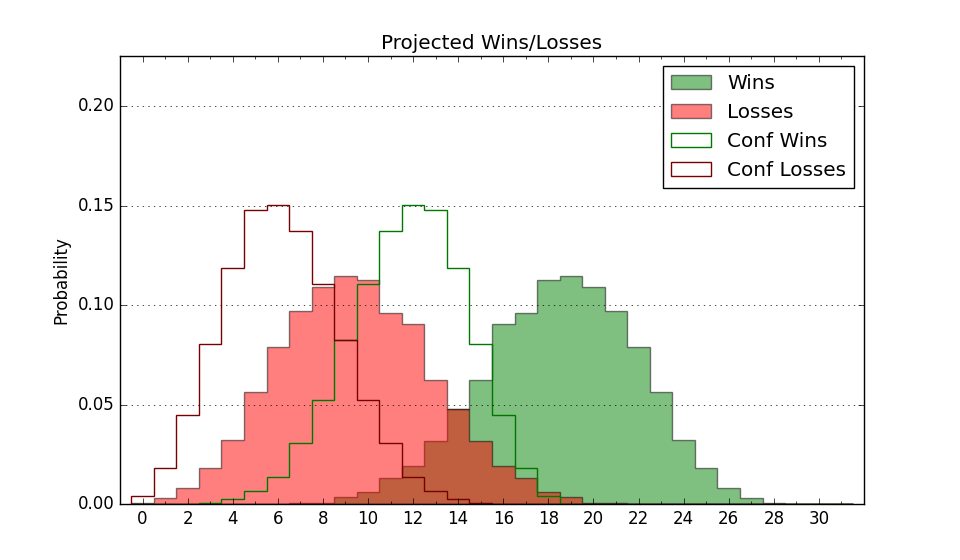 Projected Wins/Losses
Wins
Losses
Conf Wins
Conf Losses
Probability
0.20
0.15
0.10
0.05
0.00
0 2 4 6 8 10 12 14 16 18 20 22 24 26 28 30